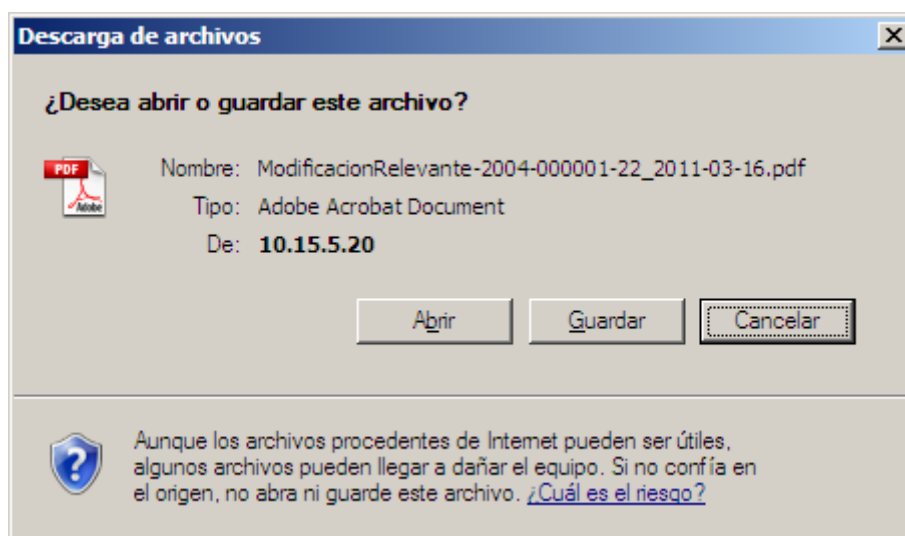 Descarga de archivos
¿Desea abrir o guardar este archivo?
PDF
Adobe
Nombre: ModificacionRelevante-2004-000001-22_2011-03-16.pdf
Tipo: Adobe Acrobat Document
De: 10.15.5.20
Abrir Guardar Cancelar
Aunque los archivos procedentes de Internet pueden ser útiles,
algunos archivos pueden llegar a dañar el equipo. Si no confía en
el origen, no abra ni guarde este archivo. ¿Cuál es el riesgo?